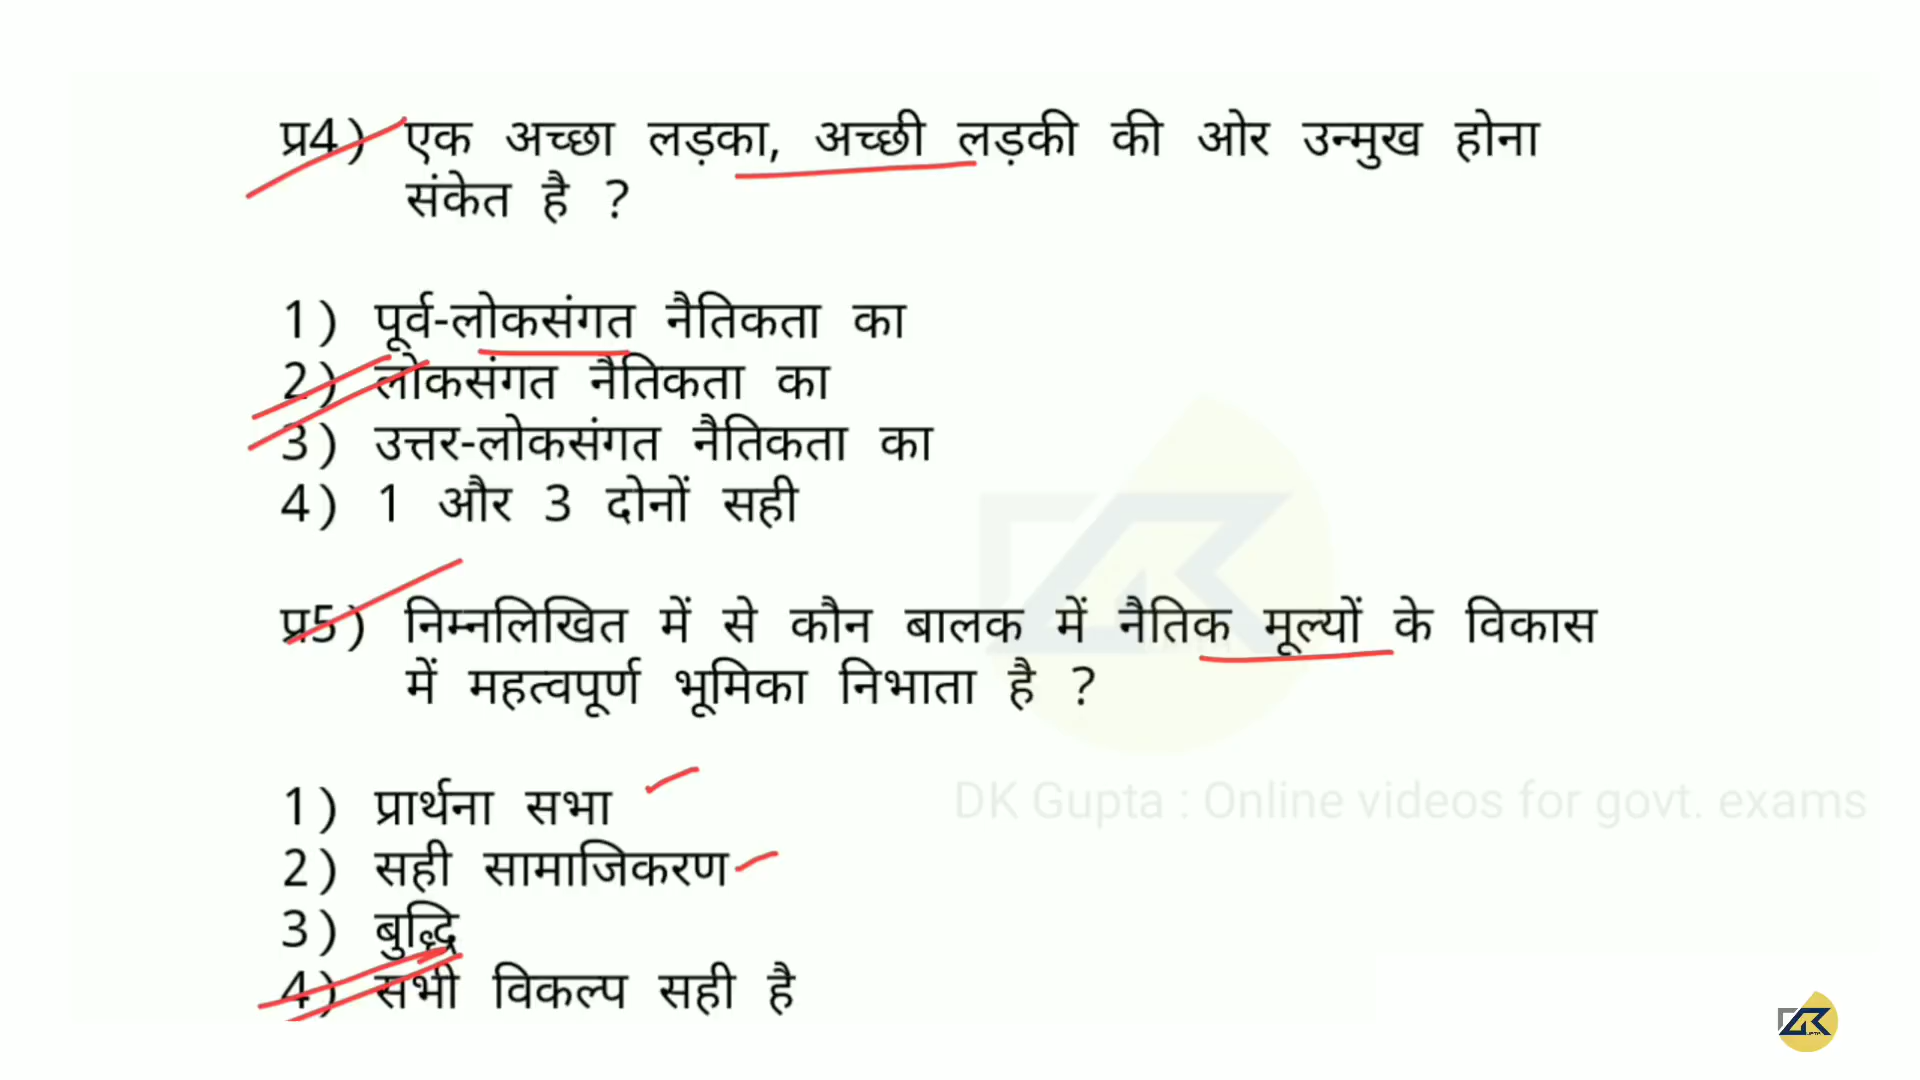 प्र4) एक अच्छा लड़का, अच्छी लड़की की ओर उन्मुख होना
संकेत है ?
1) पूर्व-लोकसंगत नैतिकता का
2) लोकसंगत नैतिकता का
3) उत्तर-लोकसंगत नैतिकता का
4) 1 और 3 दोनों सही
प्र5) निम्नलिखित में से कौन बालक में नैतिक मूल्यों के विकास
में महत्वपूर्ण भूमिका निभाता है ?
1) प्रार्थना सभा
DK Gupta : Online videos for govt. exams
2) सही सामाजिकरण
3) बुद्धि
4) सभी विकल्प सही है